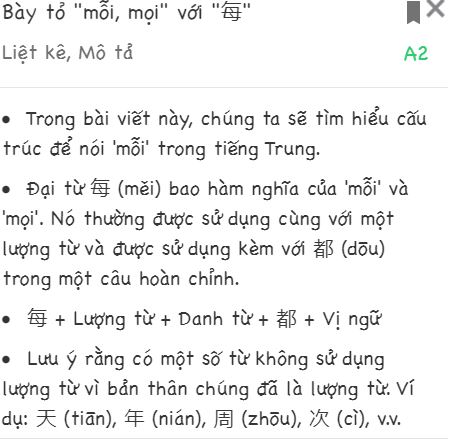 Bày tỏ "mỗi, mọi" với "每"
Liệt kê, Mô tả
A2
• Trong bài viết này, chúng ta sẽ tìm hiểu cấu
trúc để nói 'mỗi' trong tiếng Trung.
• Đại từ 每 (měi) bao hàm nghĩa của 'mỗi' và
'mọi'. Nó thường được sử dụng cùng với một
lượng từ và được sử dụng kèm với 都 (dōu)
trong một câu hoàn chỉnh.
• 每 + Lượng từ + Danh từ + 都 + Vị ngữ
• Lưu ý rằng có một số từ không sử dụng
lượng từ vì bản thân chúng đã là lượng từ. Ví
dụ: 天 (tiān), 年 (nián), 周 (zhōu), 次 (cì), v.v.